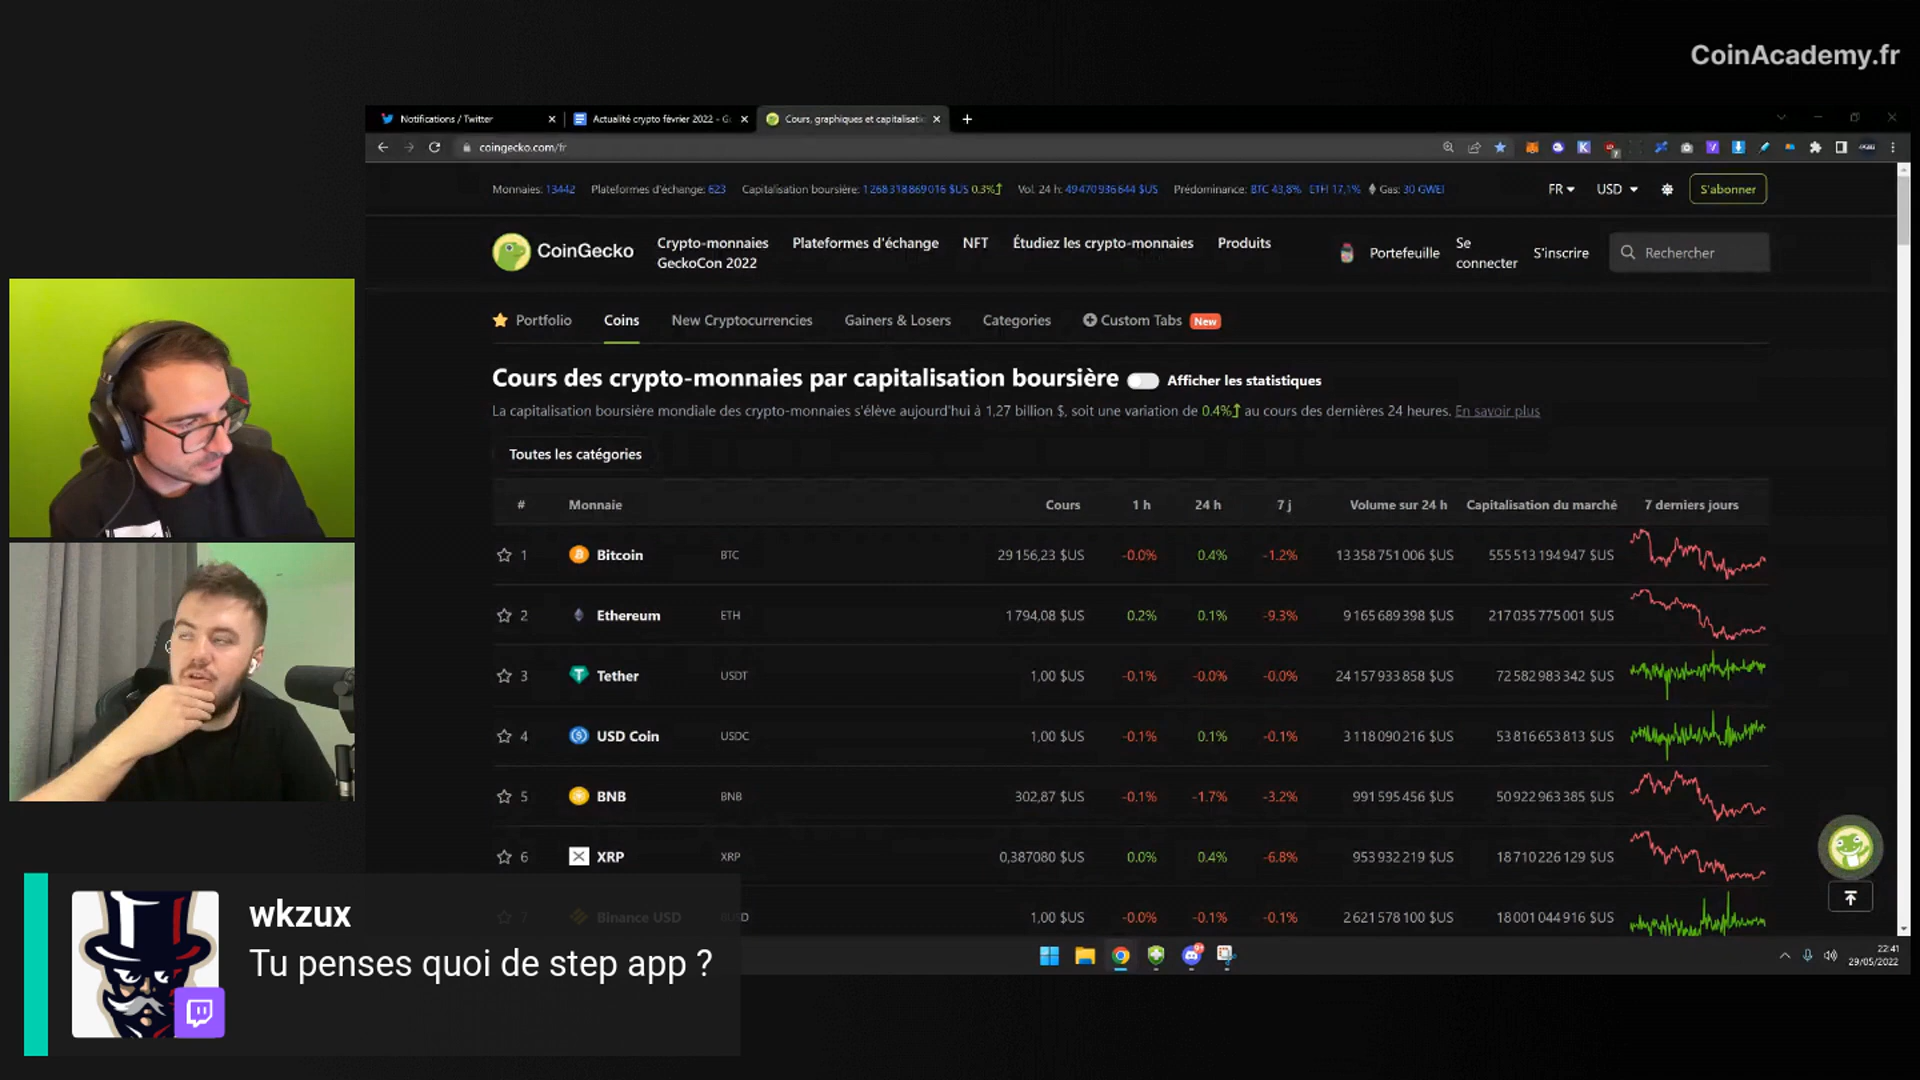 CoinAcademy.fr
Notifications / Twitter
Actualité crypto février 2022 - G
Cours, graphiques et capitalisati
coingecko.com/fr
Monnaies: 13442 Plateformes d'échange: 623 Capitalisation boursière: 1 268 318 869 016 $US 0.3% Vol. 24 h: 49 470 936 644 $US Prédominance: BTC 43,8% ETH 17,1% Gas: 30 GWEI
FR USD S'abonner
CoinGecko
Crypto-monnaies Plateformes d'échange NFT Étudiez les crypto-monnaies Produits
GeckoCon 2022
Portefeuille Se connecter S'inscrire Rechercher
Portfolio Coins New Cryptocurrencies Gainers & Losers Categories Custom Tabs New
Cours des crypto-monnaies par capitalisation boursière Afficher les statistiques
La capitalisation boursière mondiale des crypto-monnaies s'élève aujourd'hui à 1,27 billion $, soit une variation de 0.4% au cours des dernières 24 heures. En savoir plus
Toutes les catégories
# Monnaie Cours 1 h 24 h 7 j Volume sur 24 h Capitalisation du marché 7 derniers jours
1 Bitcoin BTC 29 156,23 $US -0.0% 0.4% -1.2% 13 358 751 006 $US 555 513 194 947 $US
2 Ethereum ETH 1 794,08 $US 0.2% 0.1% -9.3% 9 165 689 398 $US 217 035 775 001 $US
3 Tether USDT 1,00 $US -0.1% -0.0% -0.0% 24 157 933 858 $US 72 582 983 342 $US
4 USD Coin USDC 1,00 $US -0.1% 0.1% -0.1% 3 118 090 216 $US 53 816 653 813 $US
5 BNB BNB 302,87 $US -0.1% -1.7% -3.2% 991 595 456 $US 50 922 963 385 $US
6 XRP XRP 0,387080 $US 0.0% 0.4% -6.8% 953 932 219 $US 18 710 226 129 $US
7 Binance USD BUSD 1,00 $US -0.0% -0.1% -0.1% 2 621 578 100 $US 18 001 044 916 $US
22:41
29/05/2022
wkzux
Tu penses quoi de step app ?